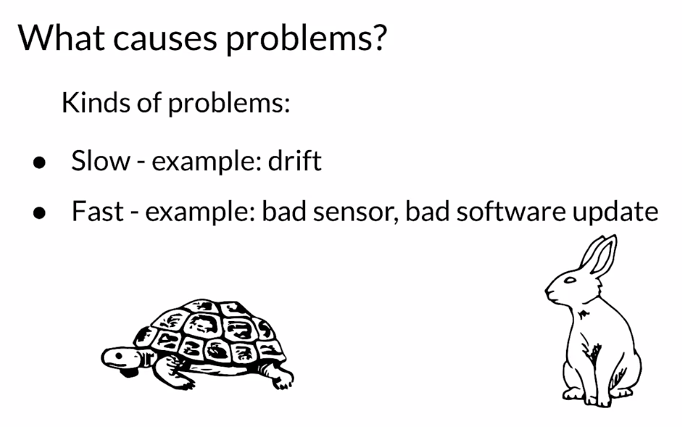 What causes problems?
Kinds of problems:
● Slow - example: drift
● Fast - example: bad sensor, bad software update